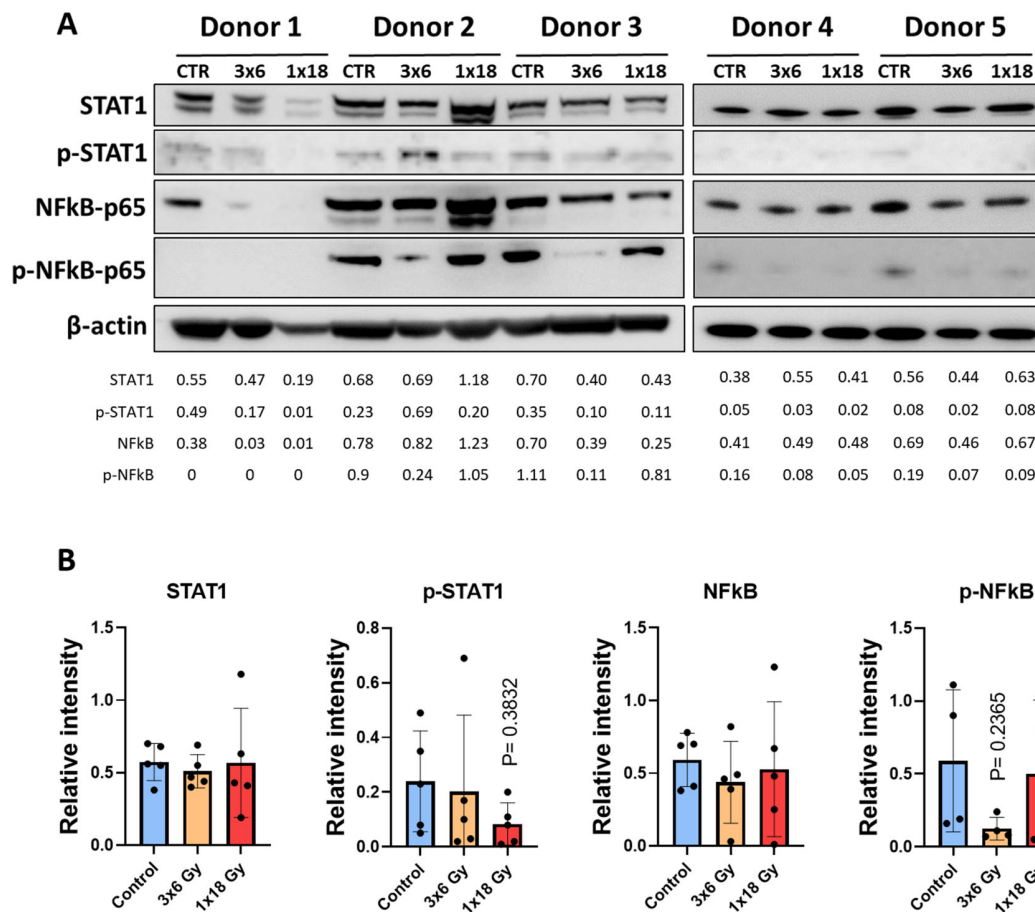 A
Donor 1 Donor 2 Donor 3 Donor 4 Donor 5
CTR 3x6 1x18 CTR 3x6 1x18 CTR 3x6 1x18 CTR 3x6 1x18 CTR 3x6 1x18
STAT1
p-STAT1
NFkB-p65
p-NFkB-p65
β-actin
STAT1 0.55 0.47 0.19 0.68 0.69 1.18 0.70 0.40 0.43 0.38 0.55 0.41 0.56 0.44 0.63
p-STAT1 0.49 0.17 0.01 0.23 0.69 0.20 0.35 0.10 0.11 0.05 0.03 0.02 0.08 0.02 0.08
NFkB 0.38 0.03 0.01 0.78 0.82 1.23 0.70 0.39 0.25 0.41 0.49 0.48 0.69 0.46 0.67
p-NFkB 0 0 0 0.9 0.24 1.05 1.11 0.11 0.81 0.16 0.08 0.05 0.19 0.07 0.09
B
STAT1
Relative intensity
1.5
1.0
0.5
0.0
Control 3x6 Gy 1x18 Gy
p-STAT1
Relative intensity
0.8
0.6
0.4
0.2
0.0
P= 0.3832
Control 3x6 Gy 1x18 Gy
NFkB
Relative intensity
1.5
1.0
0.5
0.0
Control 3x6 Gy 1x18 Gy
p-NFkB
Relative intensity
1.5
1.0
0.5
0.0
P= 0.2365
Control 3x6 Gy 1x18